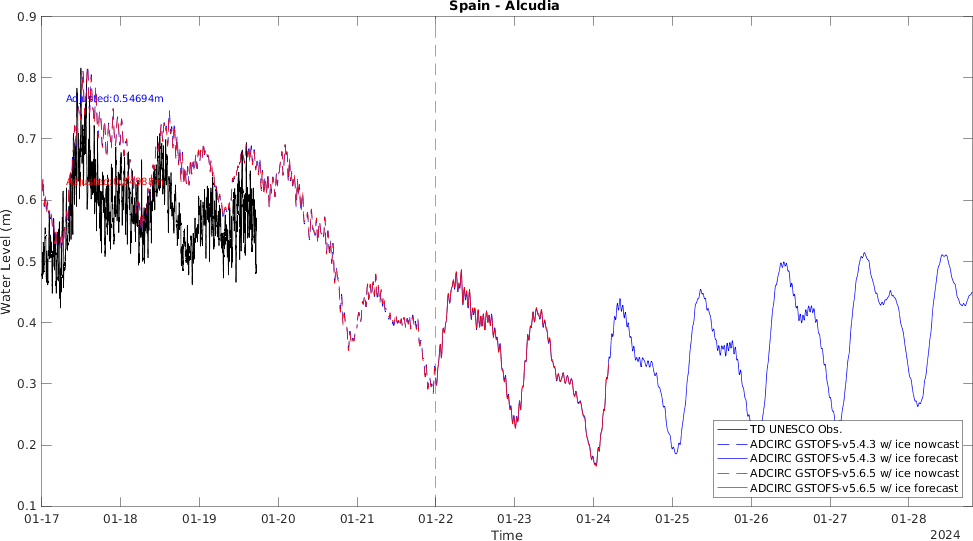 Spain - Alcudia
0.9
0.8
0.7
0.6
0.5
0.4
0.3
0.2
0.1
Water Level (m)
Adjusted:0.54694m
01-17
01-18
01-19
01-20
01-21
01-22
01-23
01-24
01-25
01-26
01-27
01-28
Time
2024
TD UNESCO Obs.
ADCIRC GSTOFS-v5.4.3 w/ ice nowcast
ADCIRC GSTOFS-v5.4.3 w/ ice forecast
ADCIRC GSTOFS-v5.6.5 w/ ice nowcast
ADCIRC GSTOFS-v5.6.5 w/ ice forecast